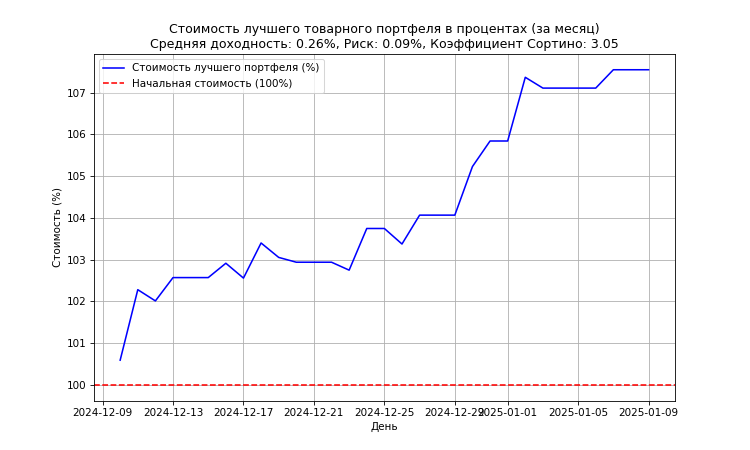 Стоимость лучшего товарного портфеля в процентах (за месяц)
Средняя доходность: 0.26%, Риск: 0.09%, Коэффициент Сортино: 3.05
Стоимость лучшего портфеля (%)
Начальная стоимость (100%)
107
106
105
104
103
102
101
100
Стоимость (%)
2024-12-09 2024-12-13 2024-12-17 2024-12-21 2024-12-25 2024-12-29 2025-01-01 2025-01-05 2025-01-09
День